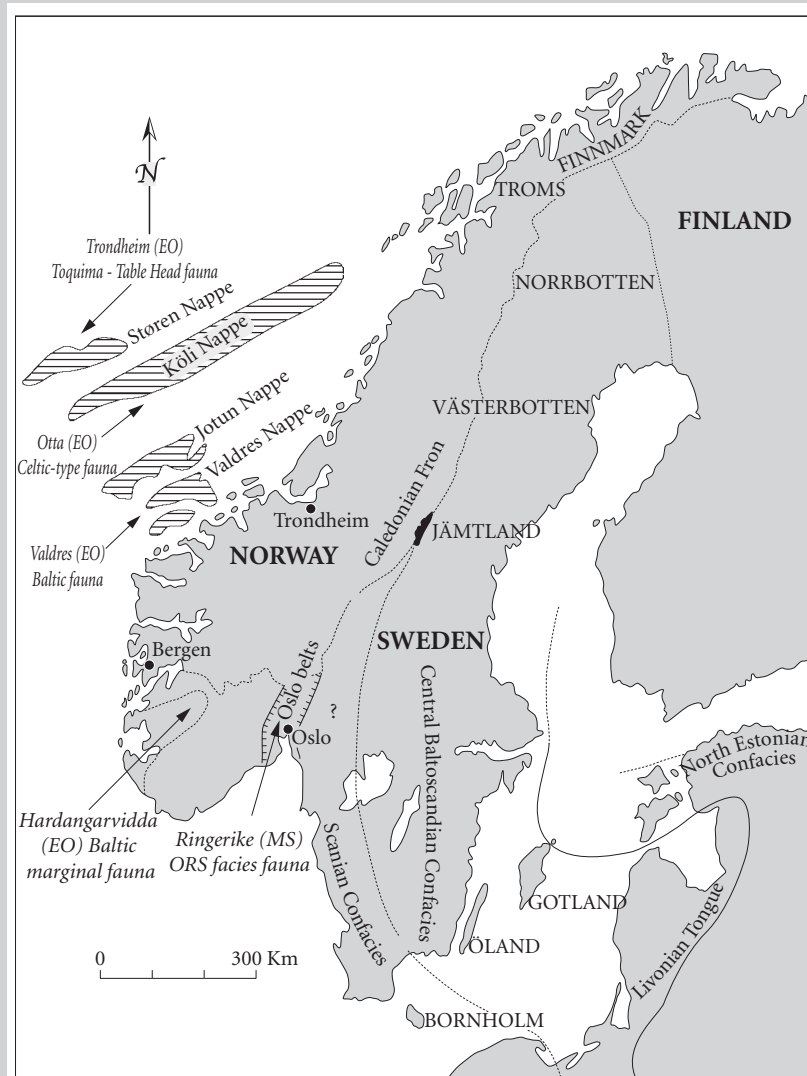 N
FINNMARK
TROMS
FINLAND
Trondheim (EO)
Toquima - Table Head fauna
Støren Nappe
Köli Nappe
NORRBOTTEN
Jotun Nappe
Valdres Nappe
VÄSTERBOTTEN
Otta (EO)
Celtic-type fauna
Caledonian Fron
Trondheim
JÄMTLAND
Valdres (EO)
Baltic fauna
NORWAY
SWEDEN
Bergen
Oslo belts
?
Oslo
Central Baltoscandian Confacies
North Estonian
Confacies
Hardangarvidda
(EO) Baltic
marginal fauna
Ringerike (MS)
ORS facies fauna
Scanian Confacies
GOTLAND
Livonian Tongue
ÖLAND
0 300 Km
BORNHOLM